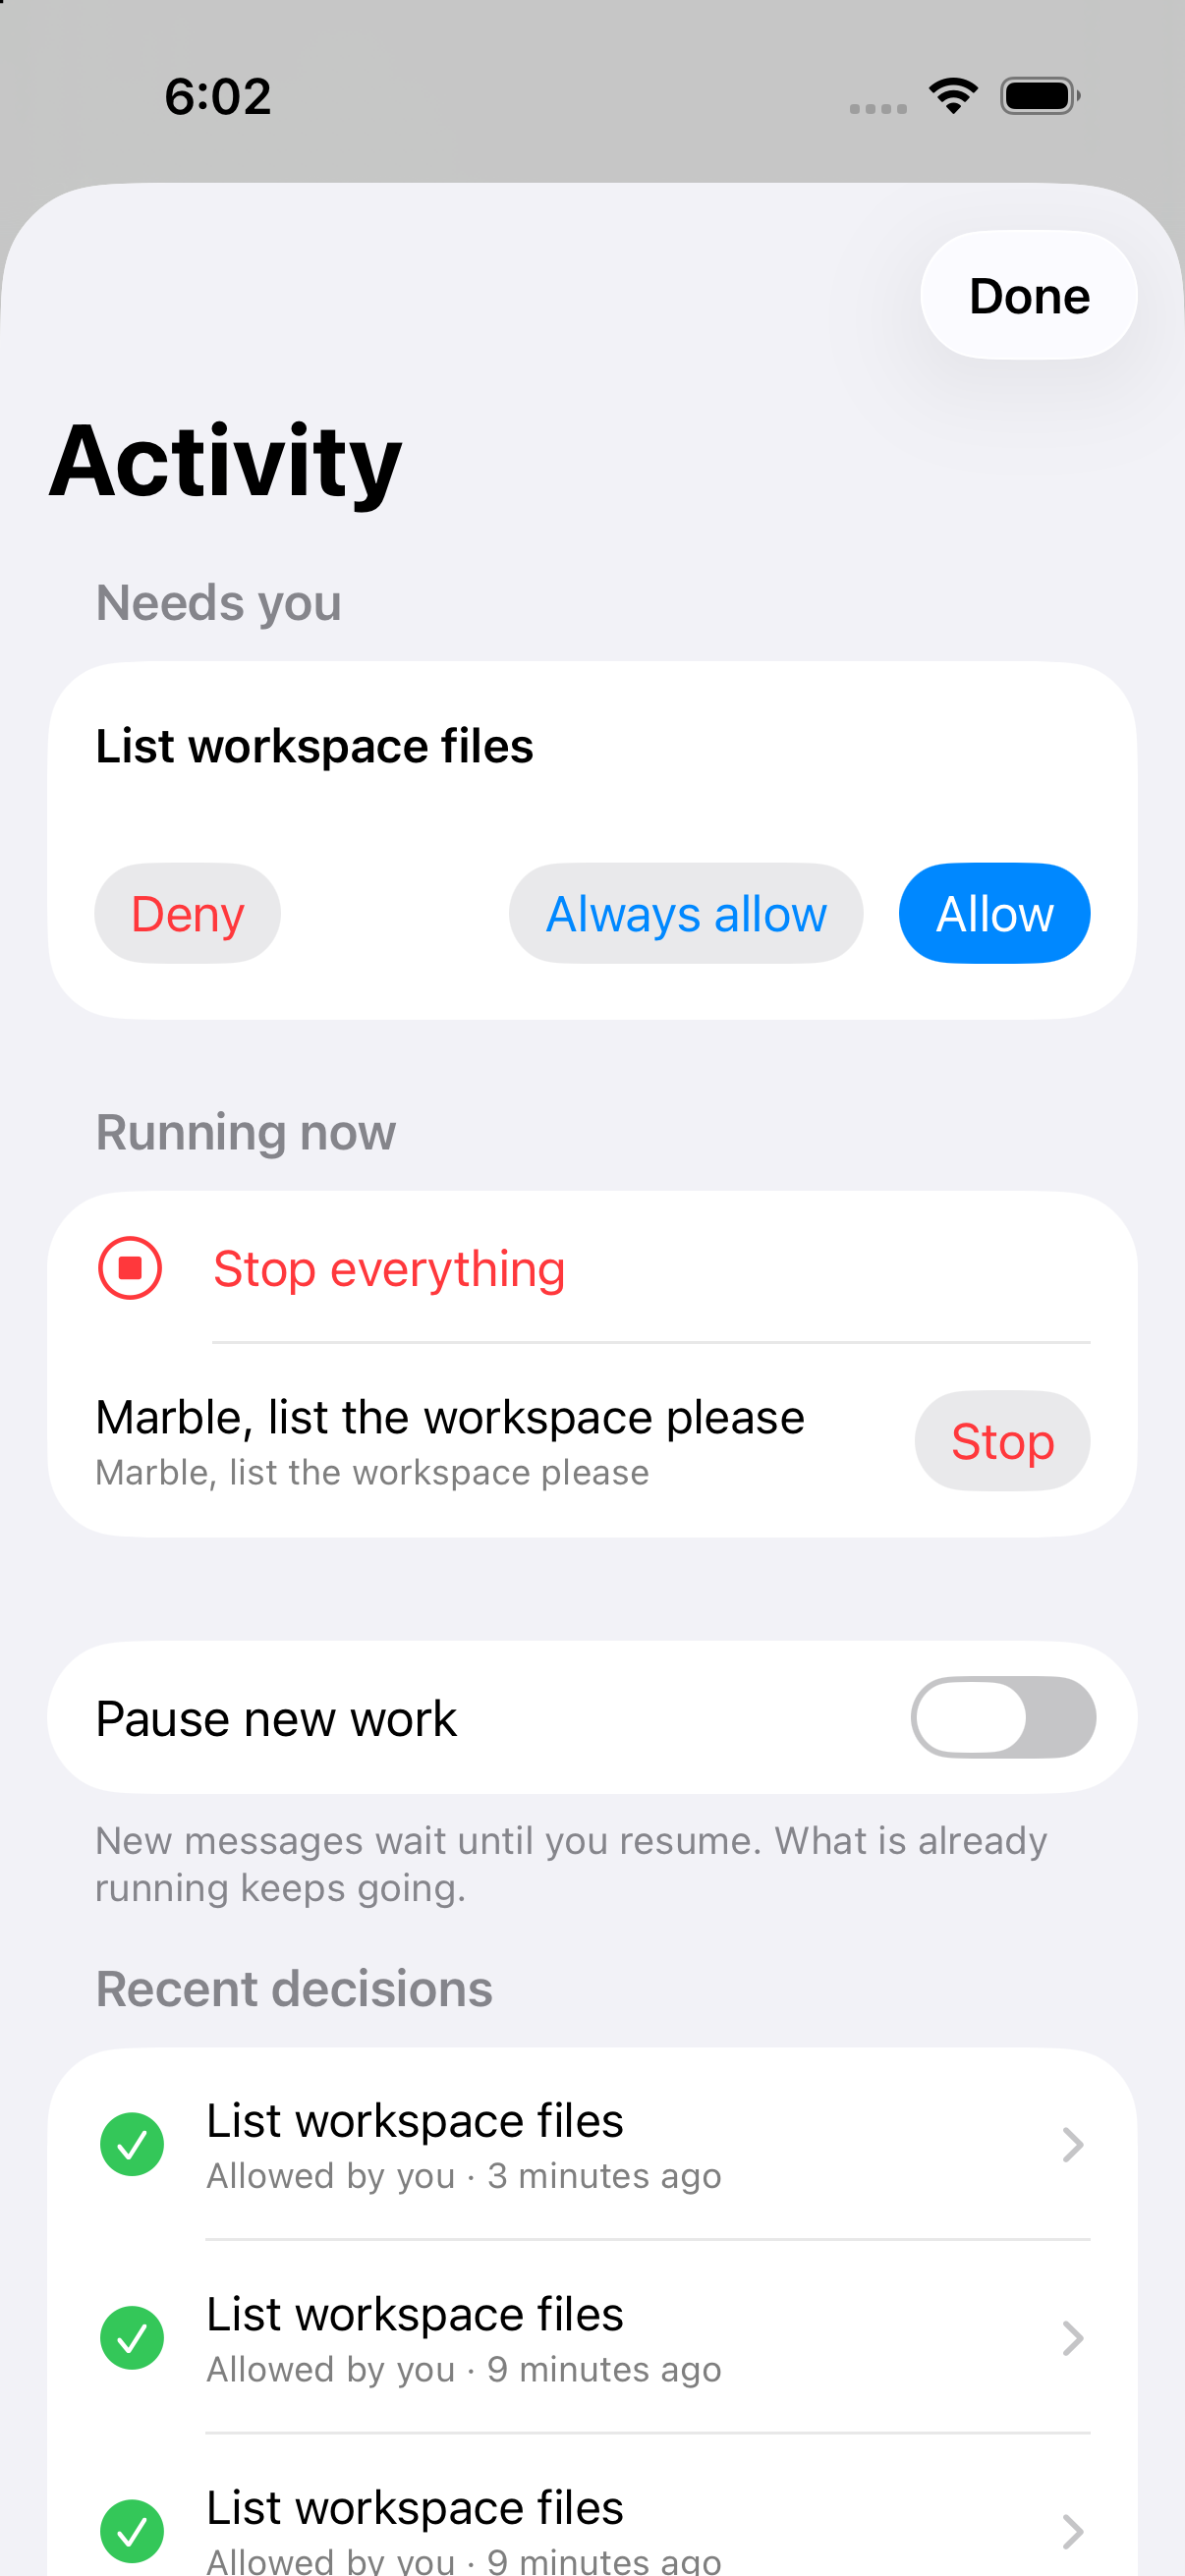 6:02
Done
Activity
Needs you
List workspace files
Deny
Always allow
Allow
Running now
Stop everything
Marble, list the workspace please
Marble, list the workspace please
Stop
Pause new work
New messages wait until you resume. What is already
running keeps going.
Recent decisions
List workspace files
Allowed by you · 3 minutes ago
List workspace files
Allowed by you · 9 minutes ago
List workspace files
Allowed by you · 9 minutes ago